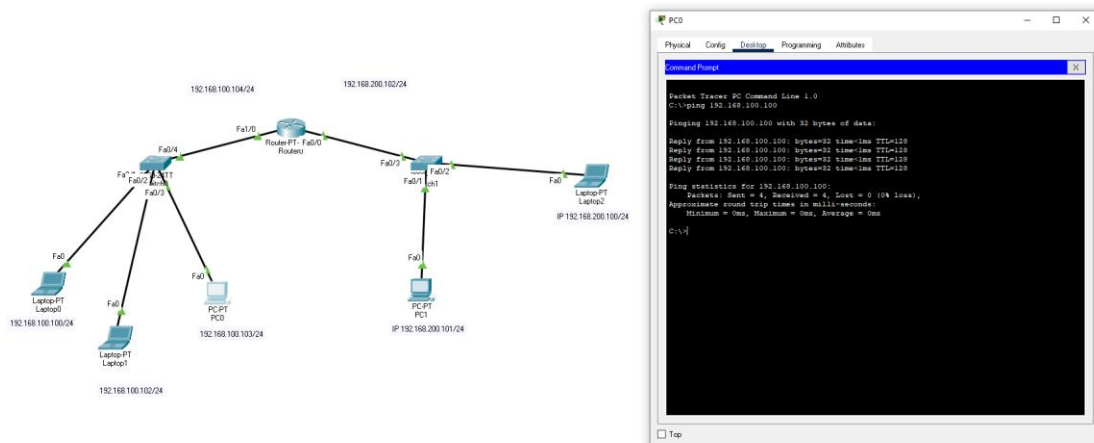 192.168.100.104/24
192.168.200.102/24
Fa1/0
Router-PT- Fa0/0
Fa0/4
Fa0/3
Fa0/2
Fa0/1
Fa0/2
Fa0/3
Fa0
Laptop-PT
Laptop2
IP 192.168.200.100/24
Fa0
Laptop-PT
Laptop0
192.168.100.100/24
Fa0
Laptop-PT
Laptop1
192.168.100.102/24
Fa0
PC-PT
PC0
192.168.100.103/24
Fa0
PC-PT
PC1
IP 192.168.200.101/24
PC0
Physical Config Desktop Programming Attributes
Command Prompt
Packet Tracer PC Command Line 1.0
C:\>ping 192.168.100.100
Pinging 192.168.100.100 with 32 bytes of data:
Reply from 192.168.100.100: bytes=32 time<1ms TTL=128
Reply from 192.168.100.100: bytes=32 time<1ms TTL=128
Reply from 192.168.100.100: bytes=32 time<1ms TTL=128
Reply from 192.168.100.100: bytes=32 time<1ms TTL=128
Ping statistics for 192.168.100.100:
Packets: Sent = 4, Received = 4, Lost = 0 (0% loss),
Approximate round trip times in milli-seconds:
Minimum = 0ms, Maximum = 0ms, Average = 0ms
C:\>
Top